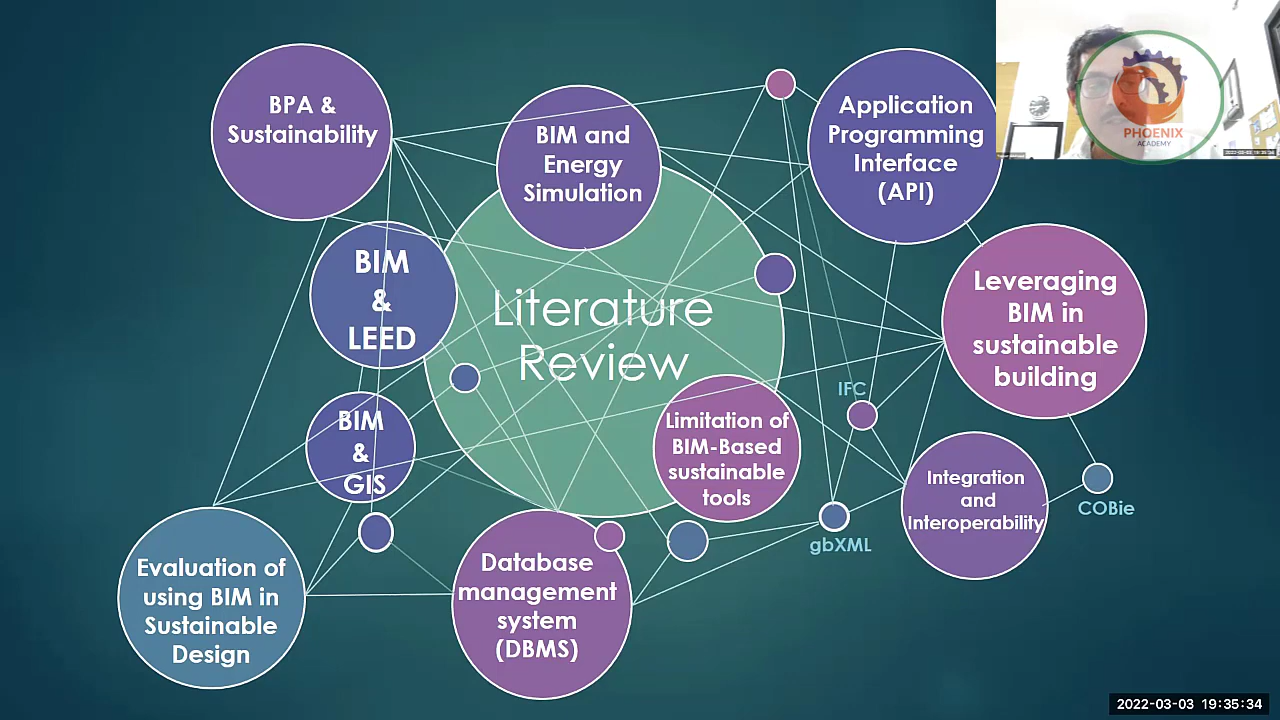 BPA &
Sustainability
BIM and
Energy
Simulation
Application
Programming
Interface
(API)
PHOENIX
ACADEMY
BIM
&
LEED
Literature
Review
Leveraging
BIM in
sustainable
building
IFC
BIM
&
GIS
Limitation of
BIM-Based
sustainable
tools
Integration
and
Interoperability
COBie
gbXML
Evaluation of
using BIM in
Sustainable
Design
Database
management
system
(DBMS)
2022-03-03 19:35:34